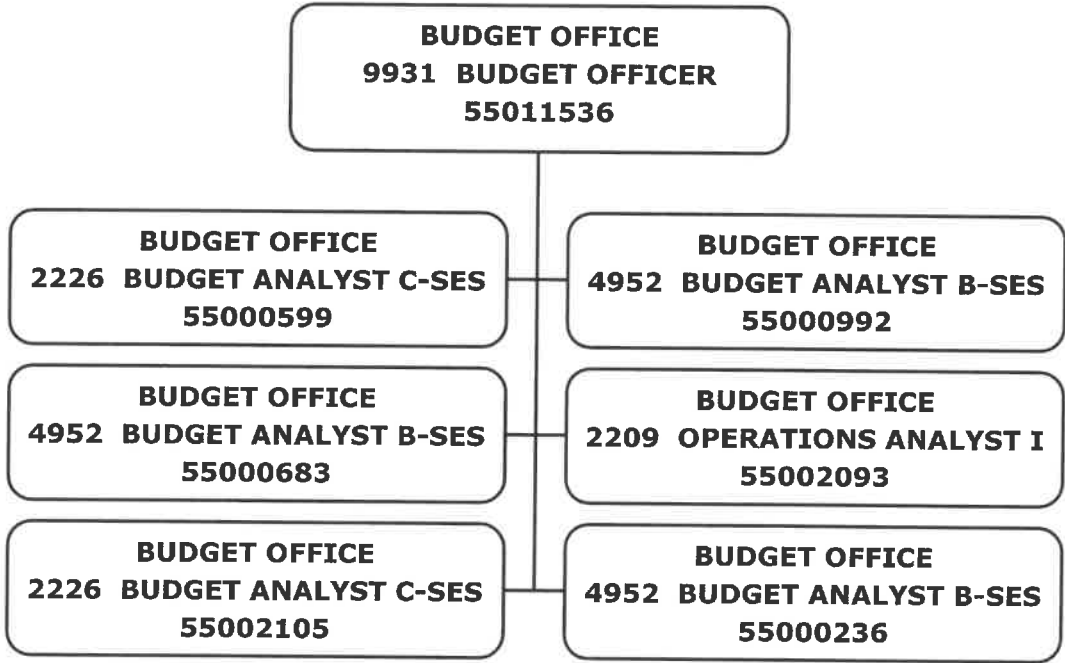 BUDGET OFFICE
9931 BUDGET OFFICER
55011536
BUDGET OFFICE
2226 BUDGET ANALYST C-SES
55000599
BUDGET OFFICE
4952 BUDGET ANALYST B-SES
55000992
BUDGET OFFICE
4952 BUDGET ANALYST B-SES
55000683
BUDGET OFFICE
2209 OPERATIONS ANALYST I
55002093
BUDGET OFFICE
2226 BUDGET ANALYST C-SES
55002105
BUDGET OFFICE
4952 BUDGET ANALYST B-SES
55000236